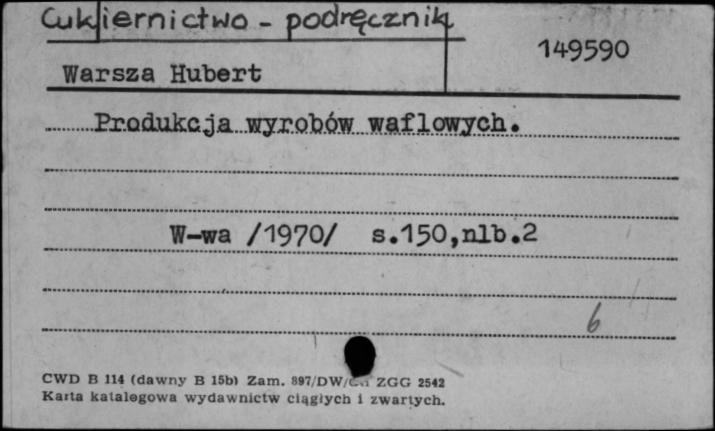 Cukiernictwo - podręcznik
149590
Warsza Hubert
Produkcja wyrobów waflowych.
W-wa /1970/ s.150,nlb.2
6
CWD B 114 (dawny B 15b) Zam. 897/DW/ ZGG 2542
Karta katalogowa wydawnictw ciągłych i zwartych.